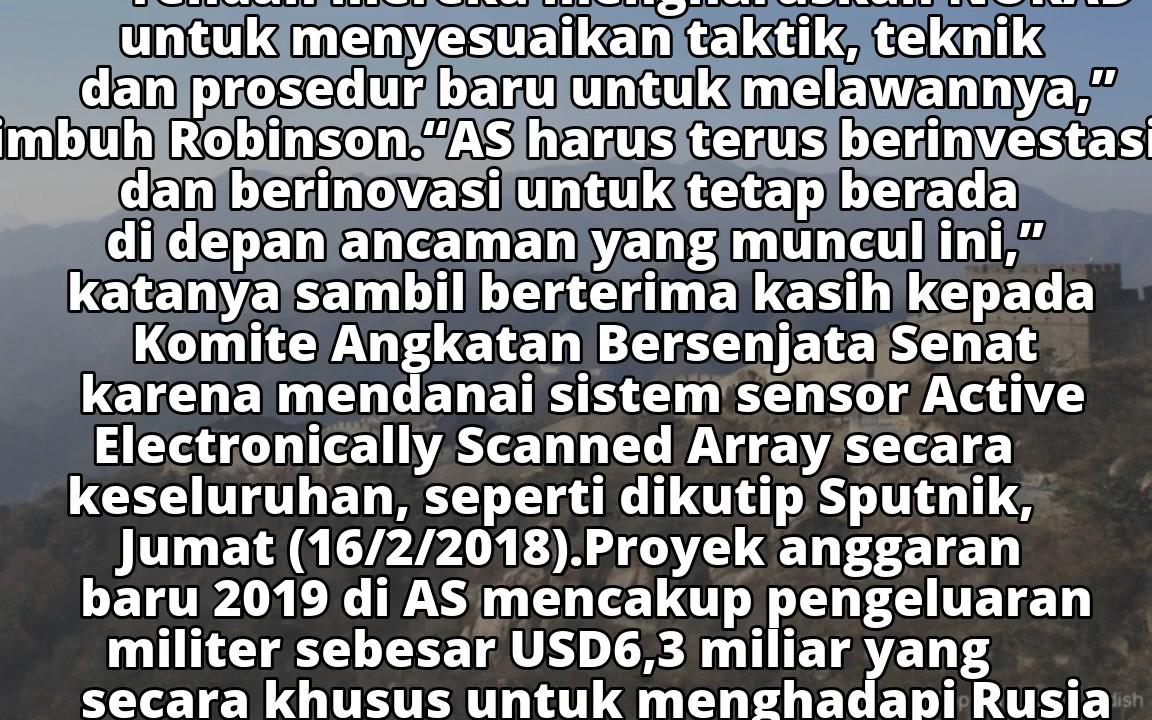 mereka mengharuskan NORAD
untuk menyesuaikan taktik, teknik
dan prosedur baru untuk melawannya,”
imbuh Robinson.“AS harus terus berinvestasi
dan berinovasi untuk tetap berada
di depan ancaman yang muncul ini,”
katanya sambil berterima kasih kepada
Komite Angkatan Bersenjata Senat
karena mendanai sistem sensor Active
Electronically Scanned Array secara
keseluruhan, seperti dikutip Sputnik,
Jumat (16/2/2018).Proyek anggaran
baru 2019 di AS mencakup pengeluaran
militer sebesar USD6,3 miliar yang
secara khusus untuk menghadapi Rusia